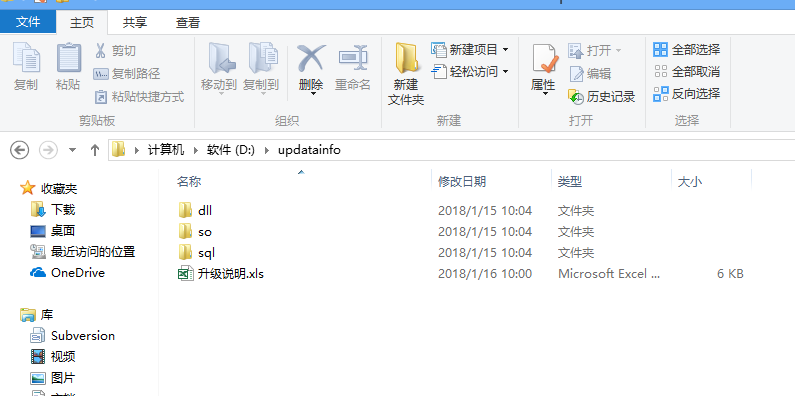 文件 主页 共享 查看
复制 粘贴 剪切 复制路径 粘贴快捷方式
移动到 复制到 删除 重命名
新建文件夹 新建项目 轻松访问
属性 打开 编辑 历史记录
全部选择 全部取消 反向选择
剪贴板 组织 新建 打开 选择
计算机 软件 (D:) updatainfo
名称 修改日期 类型 大小
收藏夹
下载
桌面
最近访问的位置
OneDrive
库
Subversion
视频
图片
dll 2018/1/15 10:04 文件夹
so 2018/1/15 10:04 文件夹
sql 2018/1/15 10:04 文件夹
升级说明.xls 2018/1/16 10:00 Microsoft Excel ... 6 KB